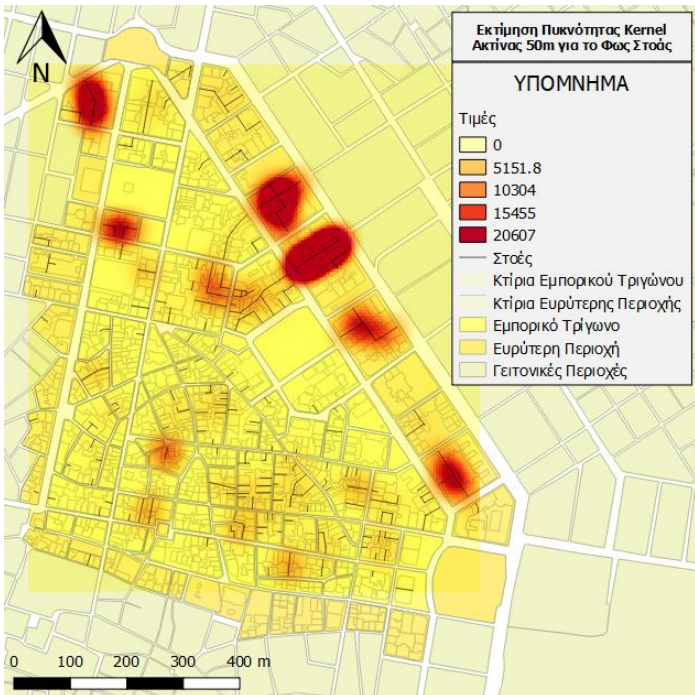 N
Εκτίμηση Πυκνότητας Kernel
Ακτίνας 50m για το Φως Στοάς
ΥΠΟΜΝΗΜΑ
Τιμές
0
5151.8
10304
15455
20607
Στοές
Κτίρια Εμπορικού Τριγώνου
Κτίρια Ευρύτερης Περιοχής
Εμπορικό Τρίγωνο
Ευρύτερη Περιοχή
Γειτονικές Περιοχές
0 100 200 300 400 m